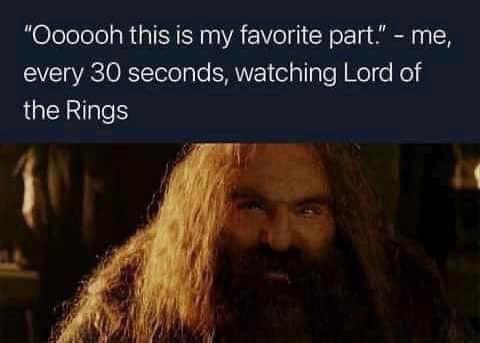 "Oooooh this is my favorite part." – me,
every 30 seconds, watching Lord of
the Rings